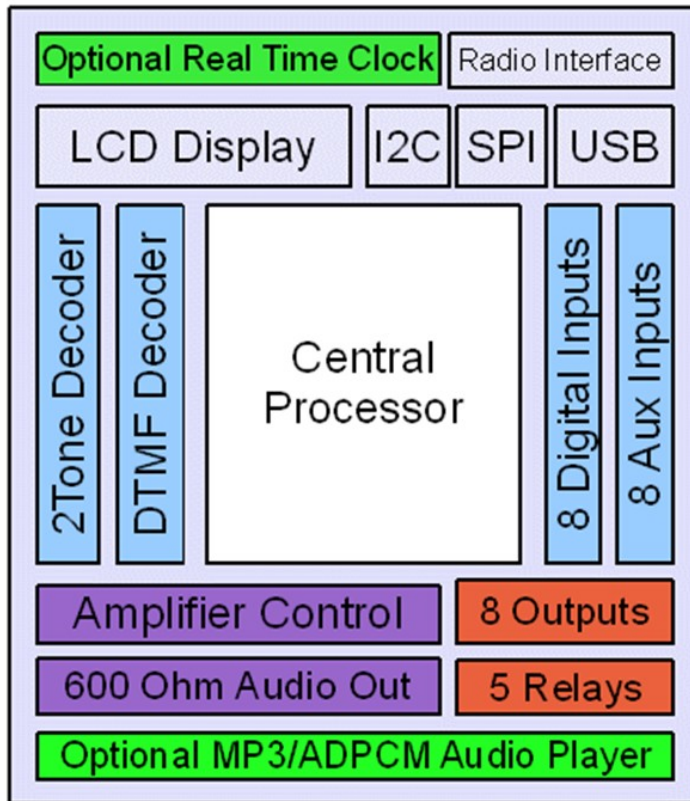 Optional Real Time Clock
Radio Interface
LCD Display
I2C
SPI
USB
2Tone Decoder
DTMF Decoder
Central
Processor
8 Digital Inputs
8 Aux Inputs
Amplifier Control
8 Outputs
600 Ohm Audio Out
5 Relays
Optional MP3/ADPCM Audio Player